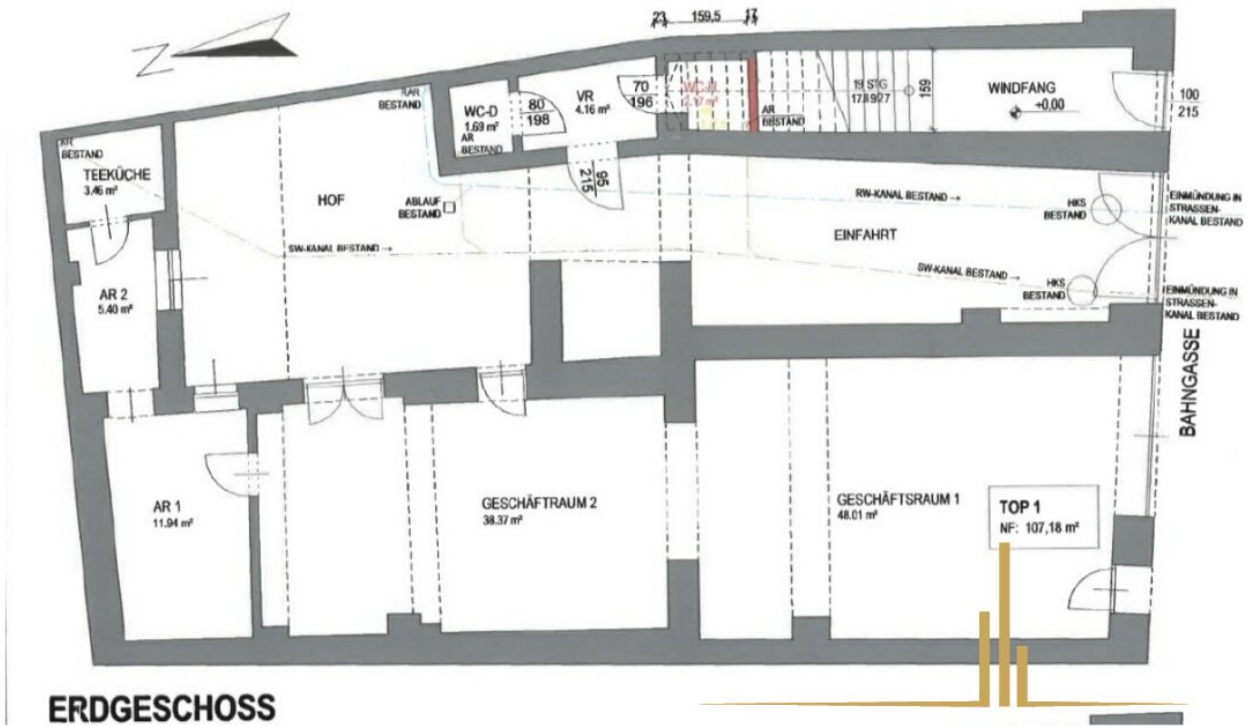 23 159,5 17
Z
RAR
BESTAND
WC-D
1.69 m²
AR
BESTAND
80
198
VR
4.16 m²
70
196
AR
BESTAND
19 STG
159
WINDFANG
+0,00
100
215
AR
BESTAND
TEEKÜCHE
3.46 m²
HOF
ABLAUF
BESTAND
95
215
RW-KANAL BESTAND →
HKS
BESTAND
EINMÜNDUNG IN
STRASSEN-
KANAL BESTAND
EINFAHRT
SW-KANAL BESTAND →
SW-KANAL BESTAND →
HKS
BESTAND
EINMÜNDUNG IN
STRASSEN-
KANAL BESTAND
AR 2
5.40 m²
BAHNGASSE
AR 1
11.94 m²
GESCHÄFTRAUM 2
38.37 m²
GESCHÄFTSRAUM 1
48.01 m²
TOP 1
NF: 107,18 m²
ERDGESCHOSS